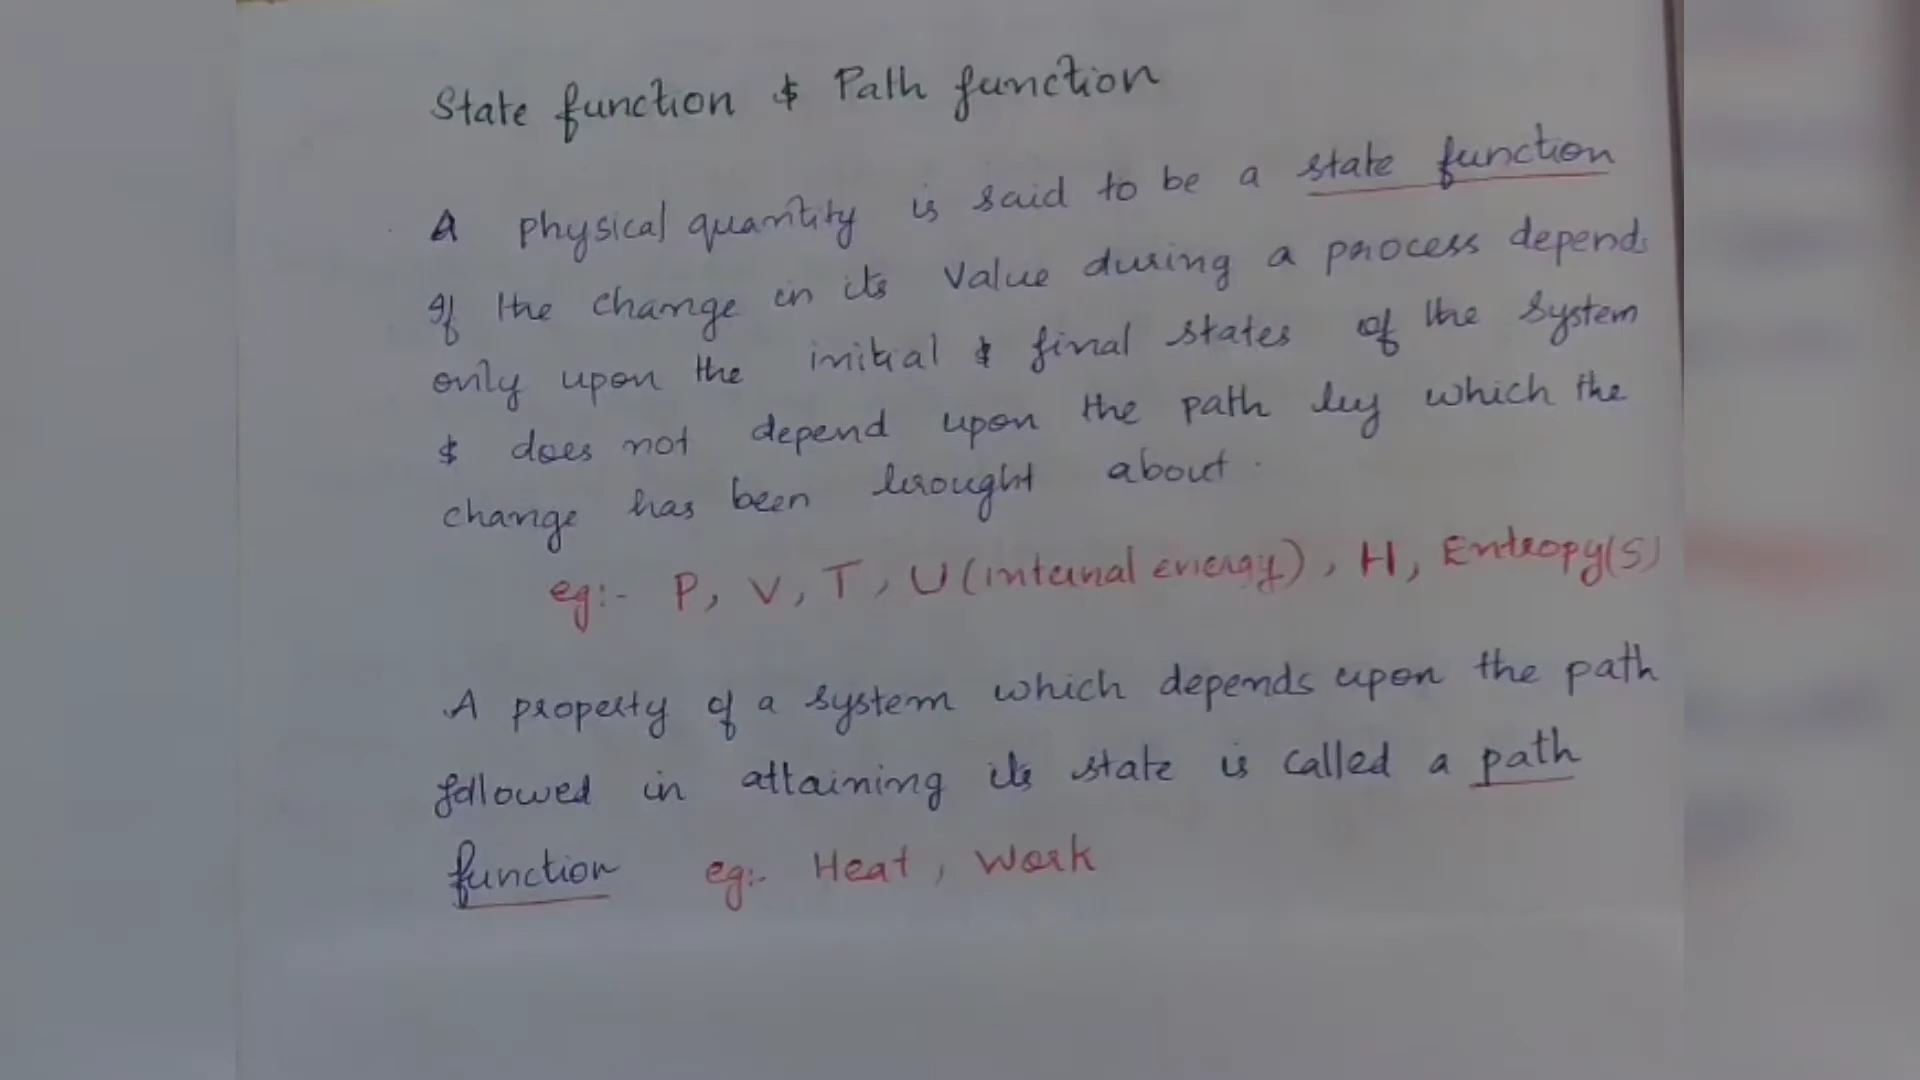 State function & Path function
A physical quantity is said to be a state function
If the change in its value during a process depends
only upon the initial & final states of the system
& does not depend upon the path by which the
change has been brought about.
eg:- P, V, T, U (internal energy), H, Entropy(S)
A property of a system which depends upon the path
followed in attaining its state is called a path
function eg:- Heat, Work